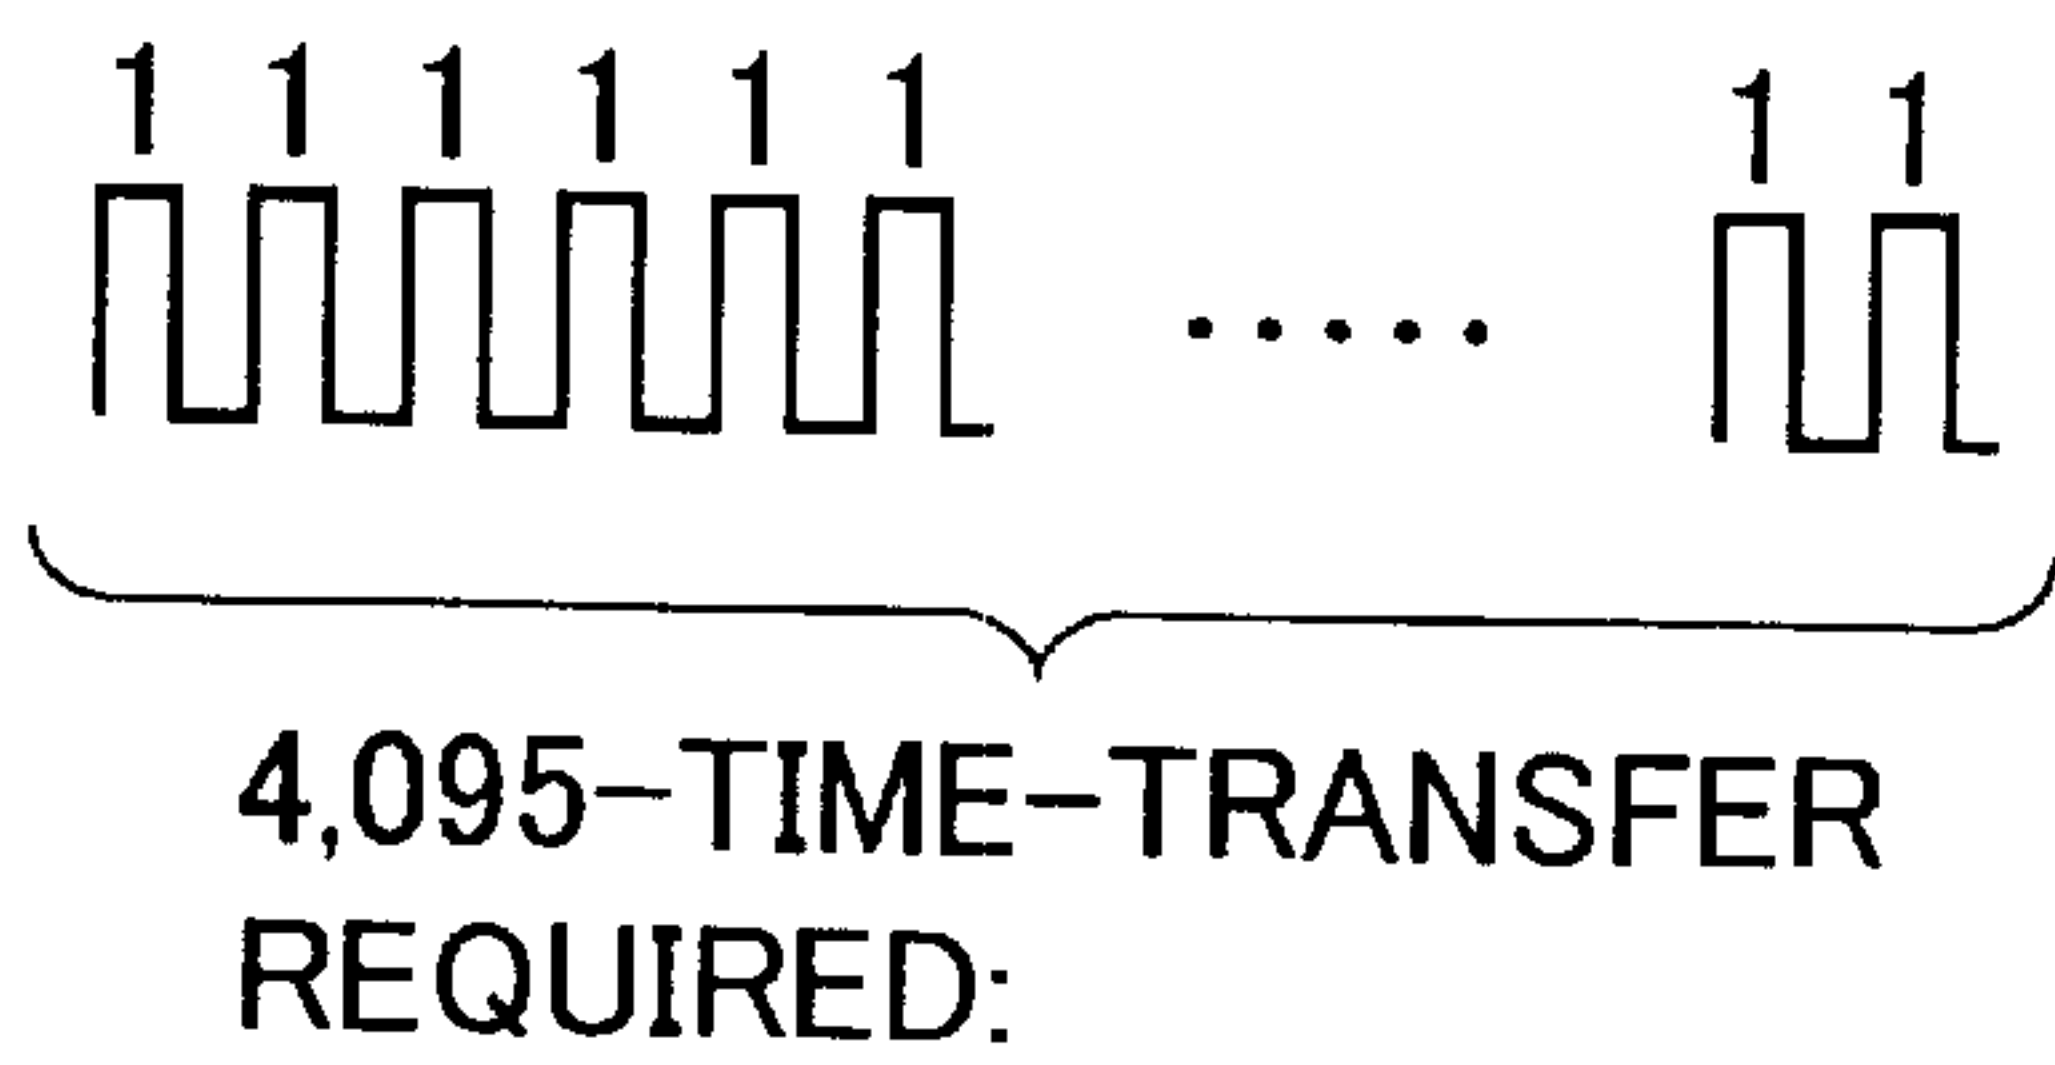 1 1 1 1 1 1 ..... 1 1
4,095-TIME-TRANSFER
REQUIRED: